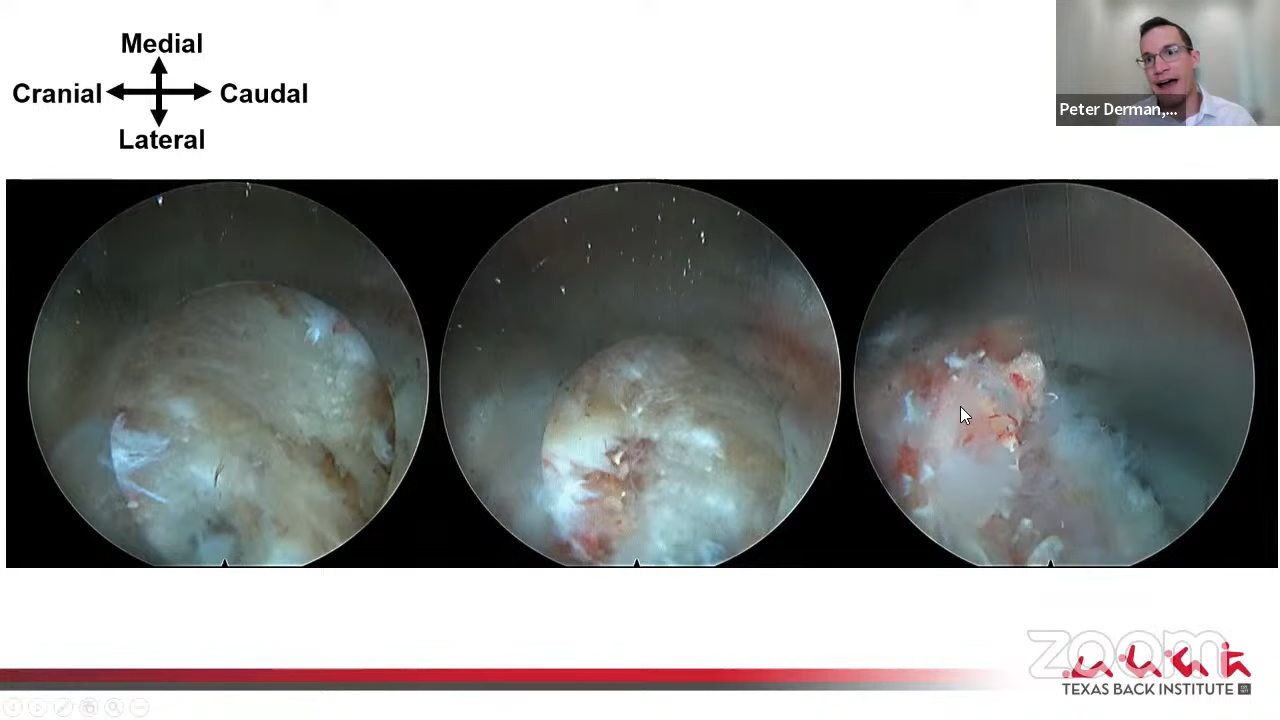 Medial
Cranial Caudal
Lateral
Peter Derman,...
zoom
TEXAS BACK INSTITUTE